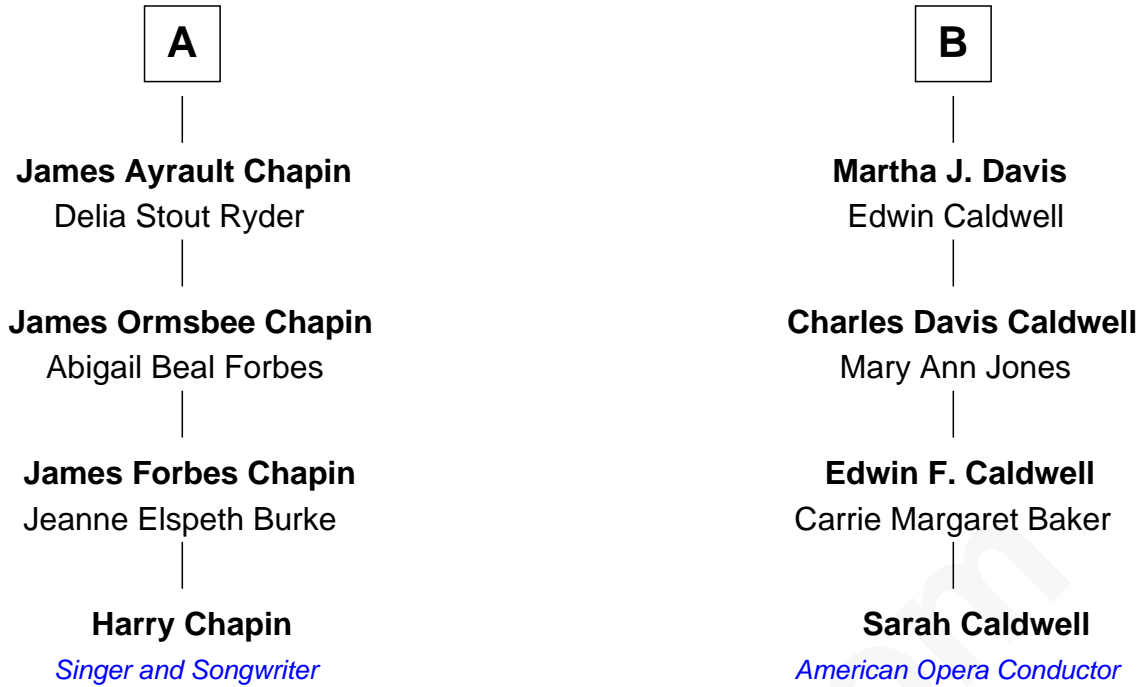 A
James Ayrault Chapin
Delia Stout Ryder
James Ormsbee Chapin
Abigail Beal Forbes
James Forbes Chapin
Jeanne Elspeth Burke
Harry Chapin
Singer and Songwriter
B
Martha J. Davis
Edwin Caldwell
Charles Davis Caldwell
Mary Ann Jones
Edwin F. Caldwell
Carrie Margaret Baker
Sarah Caldwell
American Opera Conductor